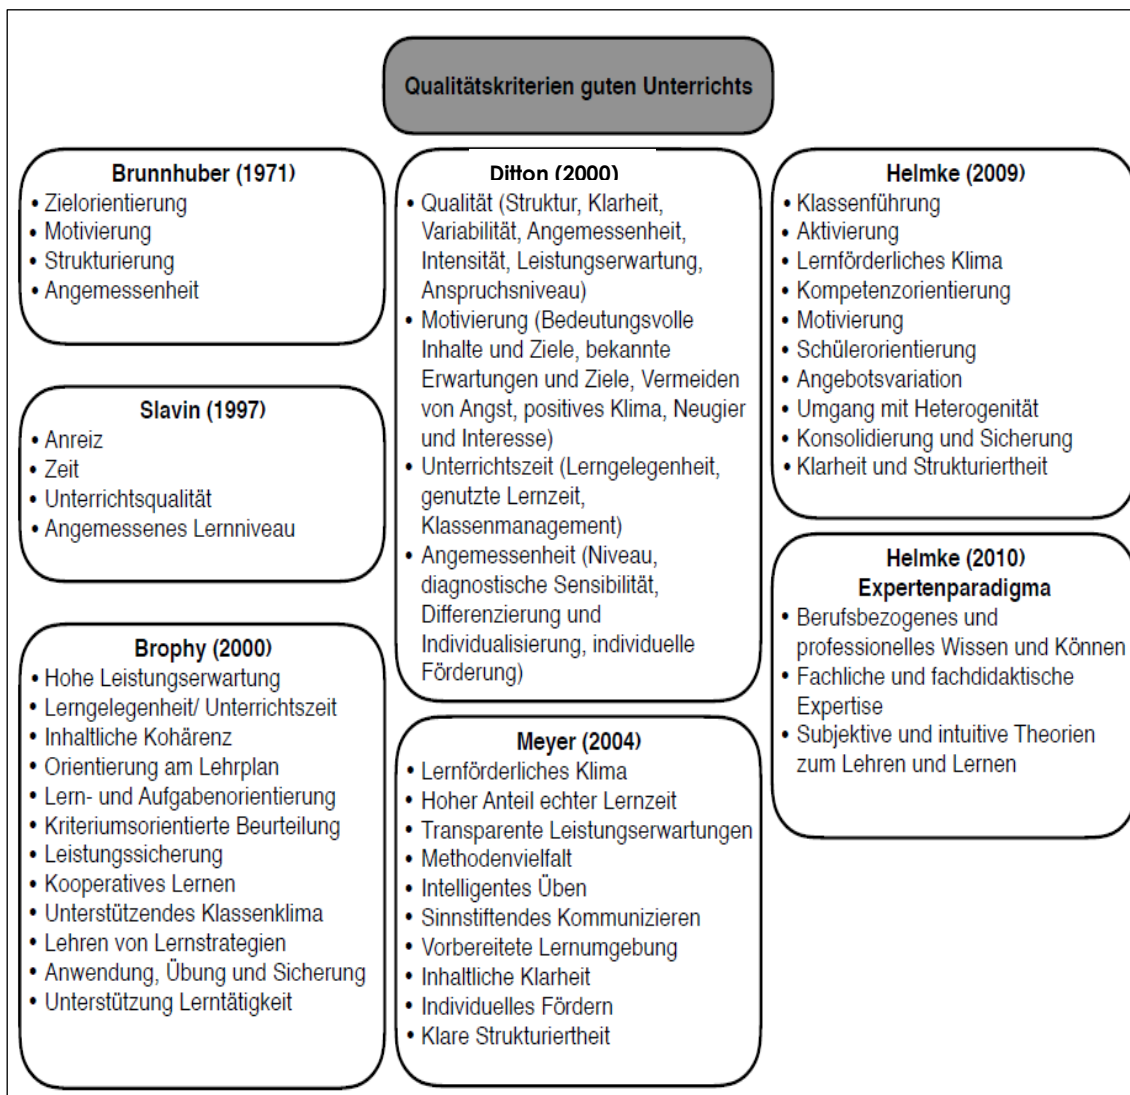 Qualitätskriterien guten Unterrichts
Brunnhuber (1971)
• Zielorientierung
• Motivierung
• Strukturierung
• Angemessenheit
Slavin (1997)
• Anreiz
• Zeit
• Unterrichtsqualität
• Angemessenes Lernniveau
Brophy (2000)
• Hohe Leistungserwartung
• Lerngelegenheit/ Unterrichtszeit
• Inhaltliche Kohärenz
• Orientierung am Lehrplan
• Lern- und Aufgabenorientierung
• Kriteriumsorientierte Beurteilung
• Leistungssicherung
• Kooperatives Lernen
• Unterstützendes Klassenklima
• Lehren von Lernstrategien
• Anwendung, Übung und Sicherung
• Unterstützung Lerntätigkeit
Ditton (2000)
• Qualität (Struktur, Klarheit,
Variabilität, Angemessenheit,
Intensität, Leistungserwartung,
Anspruchsniveau)
• Motivierung (Bedeutungsvolle
Inhalte und Ziele, bekannte
Erwartungen und Ziele, Vermeiden
von Angst, positives Klima, Neugier
und Interesse)
• Unterrichtszeit (Lerngelegenheit,
genutzte Lernzeit,
Klassenmanagement)
• Angemessenheit (Niveau,
diagnostische Sensibilität,
Differenzierung und
Individualisierung, individuelle
Förderung)
Meyer (2004)
• Lernförderliches Klima
• Hoher Anteil echter Lernzeit
• Transparente Leistungserwartungen
• Methodenvielfalt
• Intelligentes Üben
• Sinnstiftendes Kommunizieren
• Vorbereitete Lernumgebung
• Inhaltliche Klarheit
• Individuelles Fördern
• Klare Strukturiertheit
Helmke (2009)
• Klassenführung
• Aktivierung
• Lernförderliches Klima
• Kompetenzorientierung
• Motivierung
• Schülerorientierung
• Angebotsvariation
• Umgang mit Heterogenität
• Konsolidierung und Sicherung
• Klarheit und Strukturiertheit
Helmke (2010)
Expertenparadigma
• Berufsbezogenes und
professionelles Wissen und Können
• Fachliche und fachdidaktische
Expertise
• Subjektive und intuitive Theorien
zum Lehren und Lernen